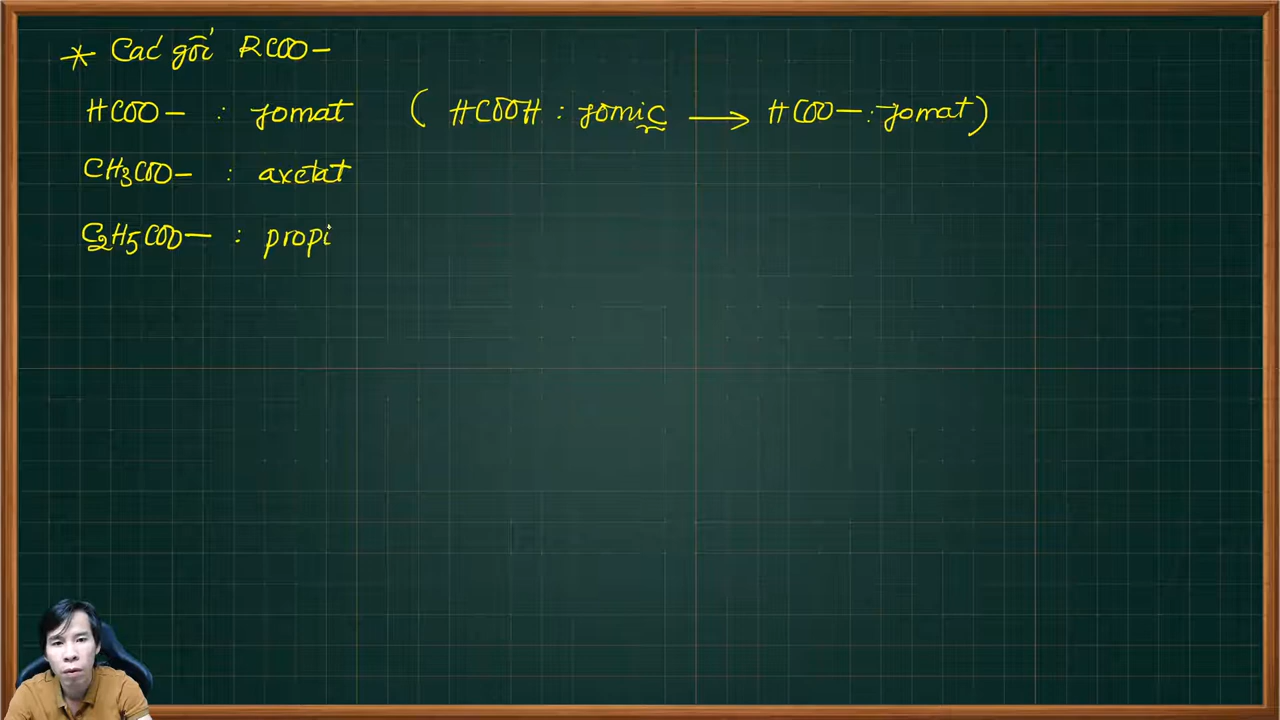 * Các gốc RCOO–
HCOO– : fomat ( HCOOH : fomic → HCOO– : fomat )
CH3COO– : axetat
C2H5COO– : propi